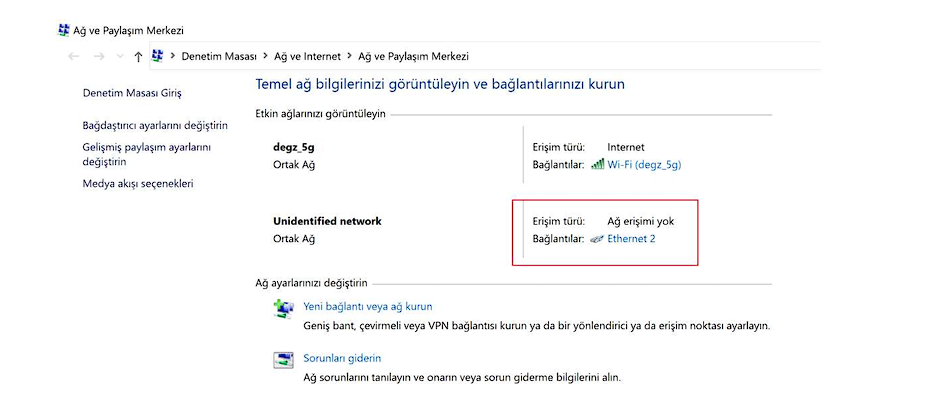 Ağ ve Paylaşım Merkezi
Denetim Masası > Ağ ve Internet > Ağ ve Paylaşım Merkezi
Denetim Masası Giriş
Bağdaştırıcı ayarlarını değiştirin
Gelişmiş paylaşım ayarlarını
değiştirin
Medya akışı seçenekleri
Temel ağ bilgilerinizi görüntüleyin ve bağlantılarınızı kurun
Etkin ağlarınızı görüntüleyin
degz_5g
Ortak Ağ
Erişim türü: Internet
Bağlantılar: Wi-Fi (degz_5g)
Unidentified network
Ortak Ağ
Erişim türü: Ağ erişimi yok
Bağlantılar: Ethernet 2
Ağ ayarlarınızı değiştirin
Yeni bağlantı veya ağ kurun
Geniş bant, çevirmeli veya VPN bağlantısı kurun ya da bir yönlendirici ya da erişim noktası ayarlayın.
Sorunları giderin
Ağ sorunlarını tanılayın ve onarın veya sorun giderme bilgilerini alın.